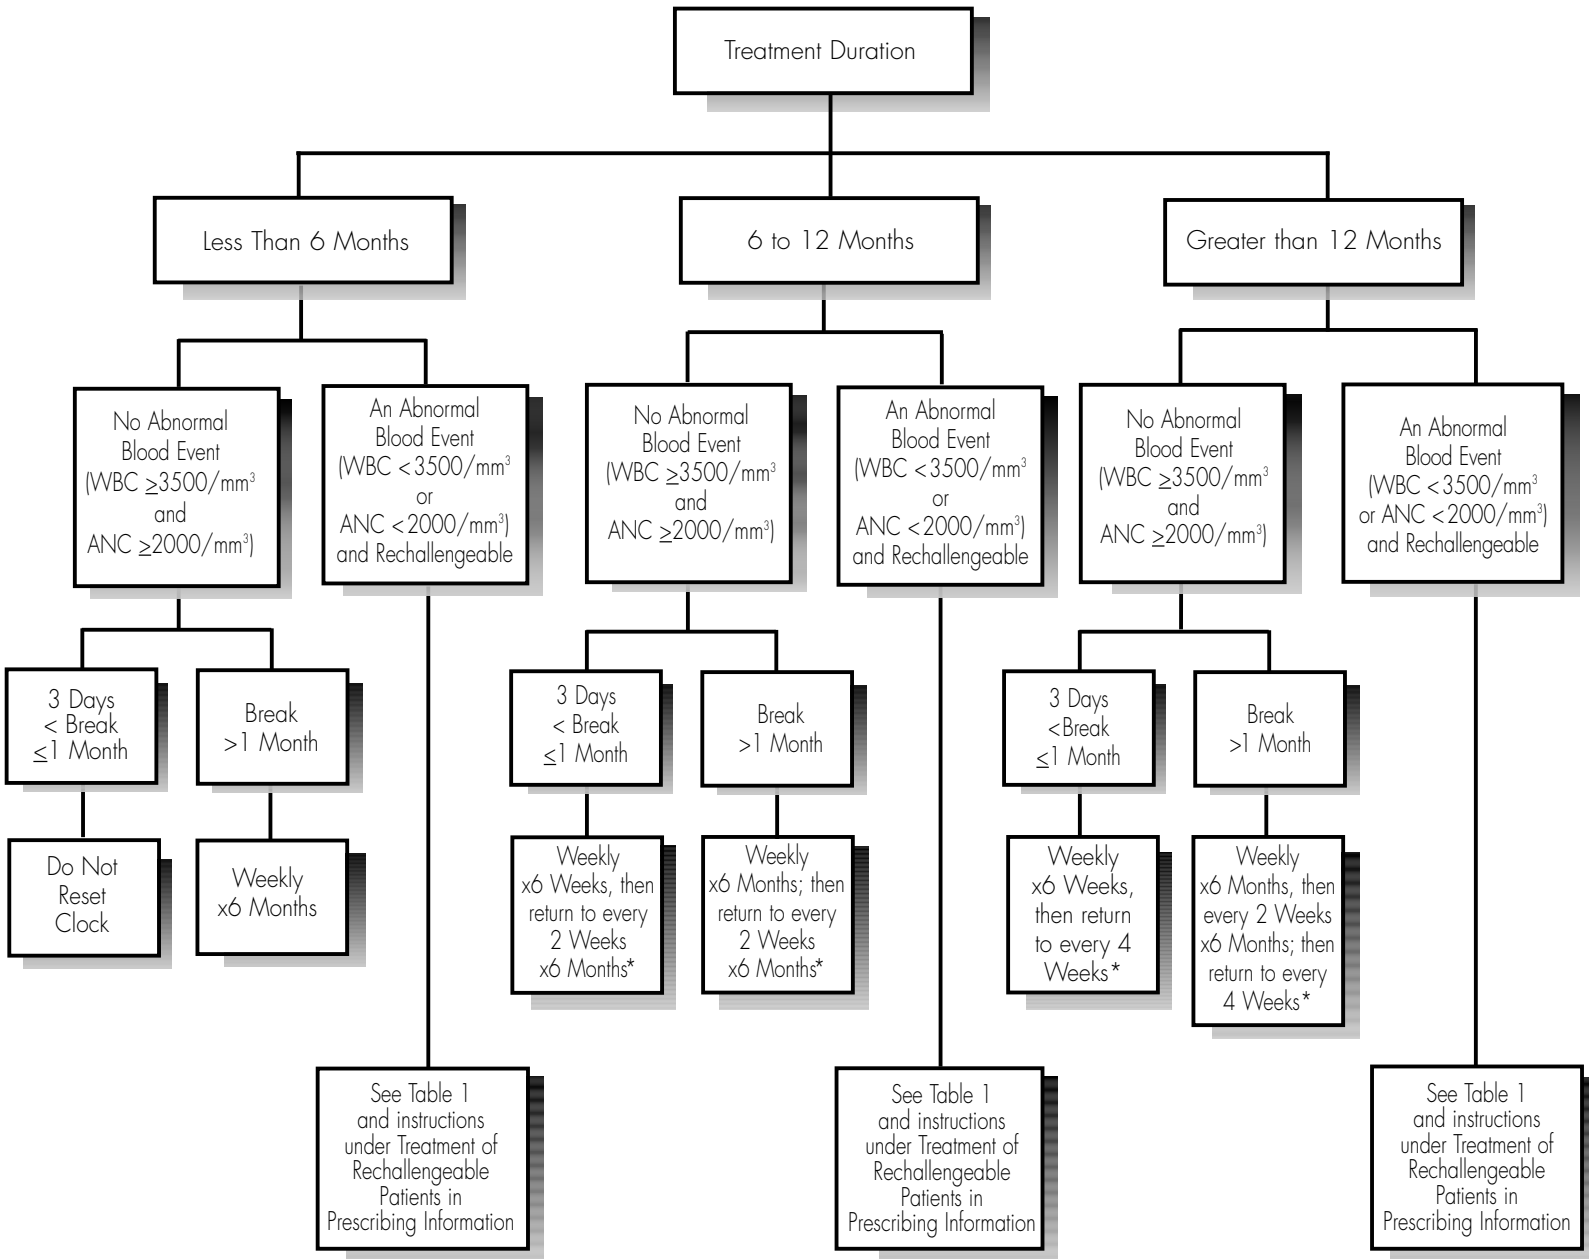 Treatment Duration
Less Than 6 Months
6 to 12 Months
Greater than 12 Months
No Abnormal
Blood Event
(WBC ≥3500/mm³
and
ANC ≥2000/mm³)
An Abnormal
Blood Event
(WBC <3500/mm³
or
ANC <2000/mm³)
and Rechallengeable
No Abnormal
Blood Event
(WBC ≥3500/mm³
and
ANC ≥2000/mm³)
An Abnormal
Blood Event
(WBC <3500/mm³
or
ANC <2000/mm³)
and Rechallengeable
No Abnormal
Blood Event
(WBC ≥3500/mm³
and
ANC ≥2000/mm³)
An Abnormal
Blood Event
(WBC <3500/mm³
or ANC <2000/mm³)
and Rechallengeable
3 Days
< Break
≤1 Month
Break
>1 Month
3 Days
< Break
≤1 Month
Break
>1 Month
3 Days
<Break
≤1 Month
Break
>1 Month
Do Not
Reset
Clock
Weekly
x6 Months
Weekly
x6 Weeks, then
return to every
2 Weeks
x6 Months*
Weekly
x6 Months; then
return to every
2 Weeks
x6 Months*
Weekly
x6 Weeks,
then return
to every 4
Weeks*
Weekly
x6 Months, then
every 2 Weeks
x6 Months; then
return to every
4 Weeks*
See Table 1
and instructions
under Treatment of
Rechallengeable
Patients in
Prescribing Information
See Table 1
and instructions
under Treatment of
Rechallengeable
Patients in
Prescribing Information
See Table 1
and instructions
under Treatment of
Rechallengeable
Patients in
Prescribing Information